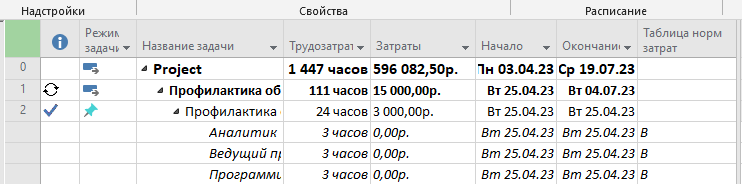 Надстройки Свойства Расписание
Режим задачи Название задачи Трудозатрат Затраты Начало Окончание Таблица норм затрат
0 Project 1 447 часов 596 082,50р. Пн 03.04.23 Ср 19.07.23
1 Профилактика об 111 часов 15 000,00р. Вт 25.04.23 Вт 04.07.23
2 Профилактика 24 часов 3 000,00р. Вт 25.04.23 Вт 25.04.23
Аналитик 3 часов 0,00р. Вт 25.04.23 Вт 25.04.23 B
Ведущий пр 3 часов 0,00р. Вт 25.04.23 Вт 25.04.23 B
Программи 3 часов 0,00р. Вт 25.04.23 Вт 25.04.23 B